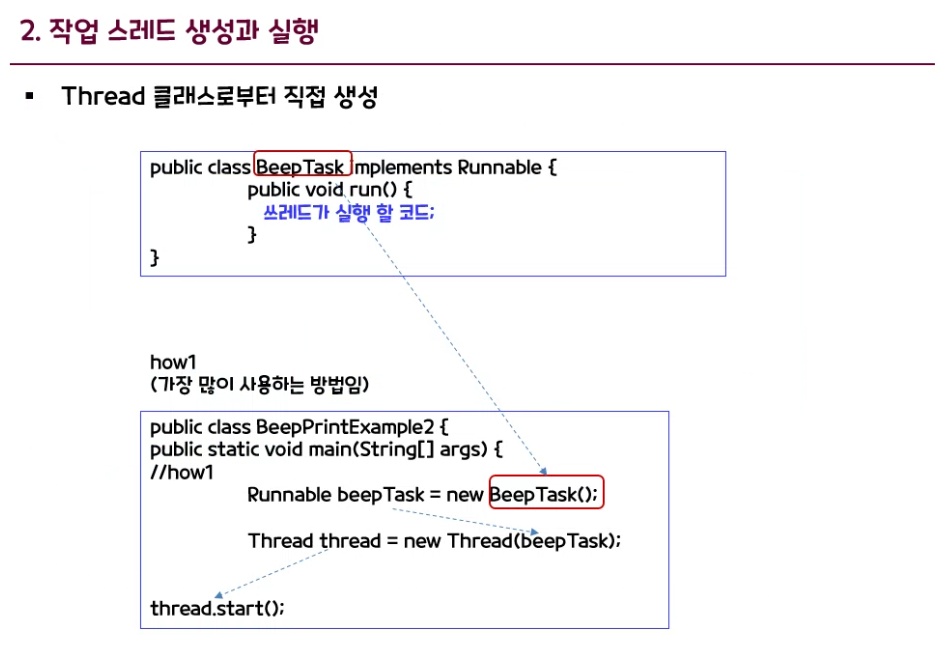 2. 작업 스레드 생성과 실행
▪ Thread 클래스로부터 직접 생성
public class BeepTask implements Runnable {
public void run() {
쓰레드가 실행 할 코드;
}
}
how1
(가장 많이 사용하는 방법임)
public class BeepPrintExample2 {
public static void main(String[] args) {
//how1
Runnable beepTask = new BeepTask();
Thread thread = new Thread(beepTask);
thread.start();